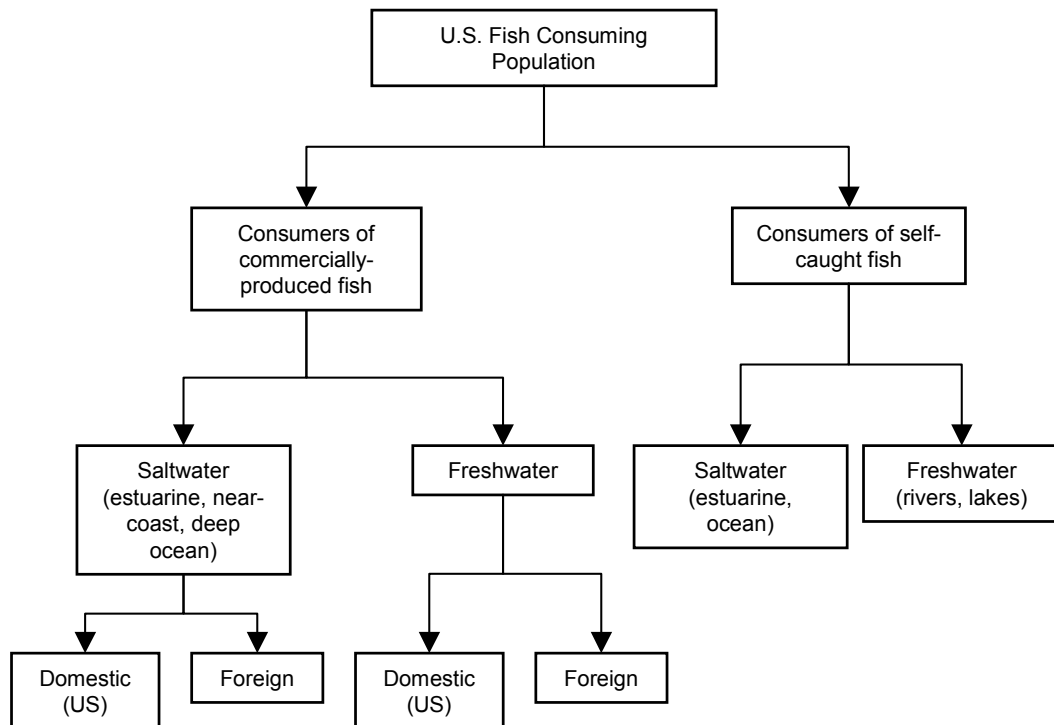 U.S. Fish Consuming
Population
Consumers of
commercially-
produced fish
Consumers of self-
caught fish
Saltwater
(estuarine, near-
coast, deep
ocean)
Freshwater
Saltwater
(estuarine,
ocean)
Freshwater
(rivers, lakes)
Domestic
(US)
Foreign
Domestic
(US)
Foreign